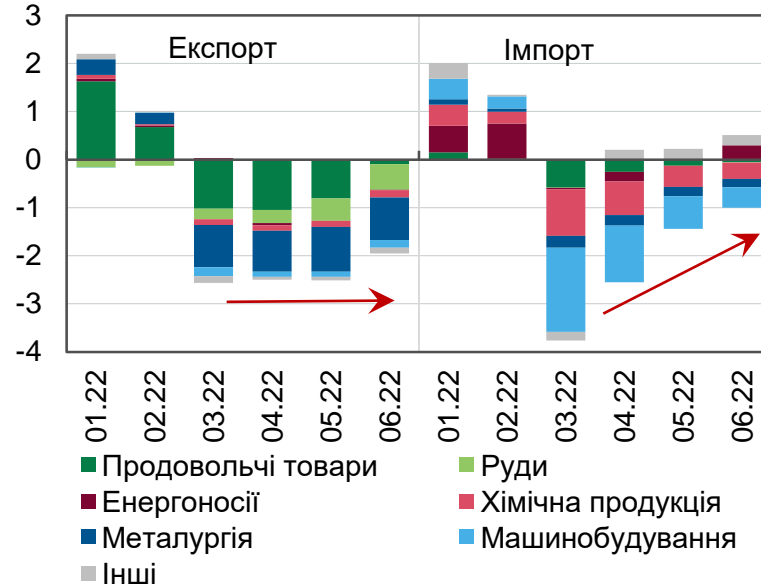 3
2
1
0
-1
-2
-3
-4
Експорт
Імпорт
01.22
02.22
03.22
04.22
05.22
06.22
01.22
02.22
03.22
04.22
05.22
06.22
Продовольчі товари
Руди
Енергоносії
Хімічна продукція
Металургія
Машинобудування
Інші